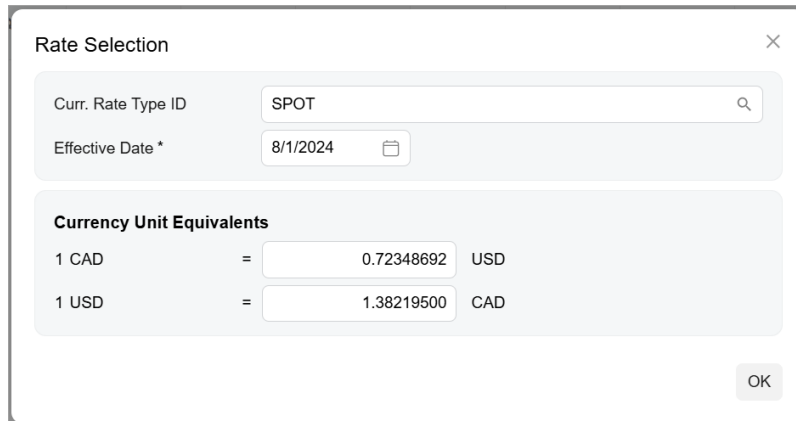 Rate Selection
Curr. Rate Type ID SPOT
Effective Date * 8/1/2024
Currency Unit Equivalents
1 CAD = 0.72348692 USD
1 USD = 1.38219500 CAD
OK